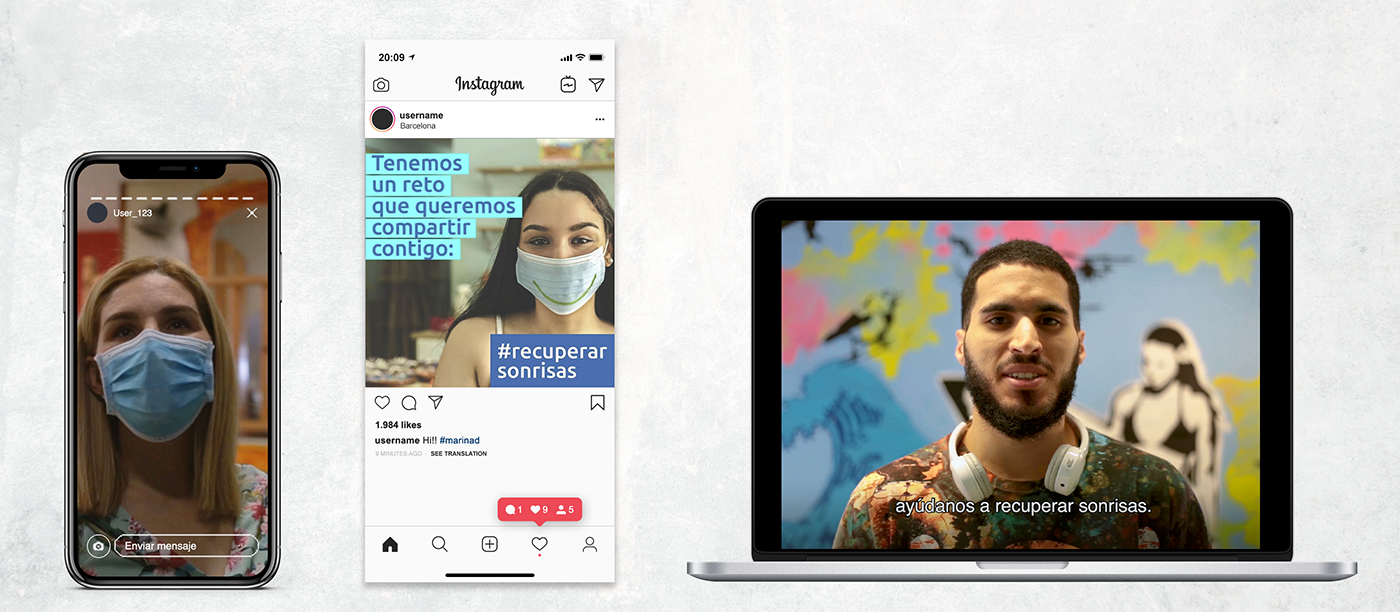 User_123
Enviar mensaje
20:09
Instagram
username
Barcelona
Tenemos
un reto
que queremos
compartir
contigo:
#recuperar
sonrisas
1.984 likes
username Hi!! #marinad
9 MINUTES AGO SEE TRANSLATION
1 9 5
ayúdanos a recuperar sonrisas.